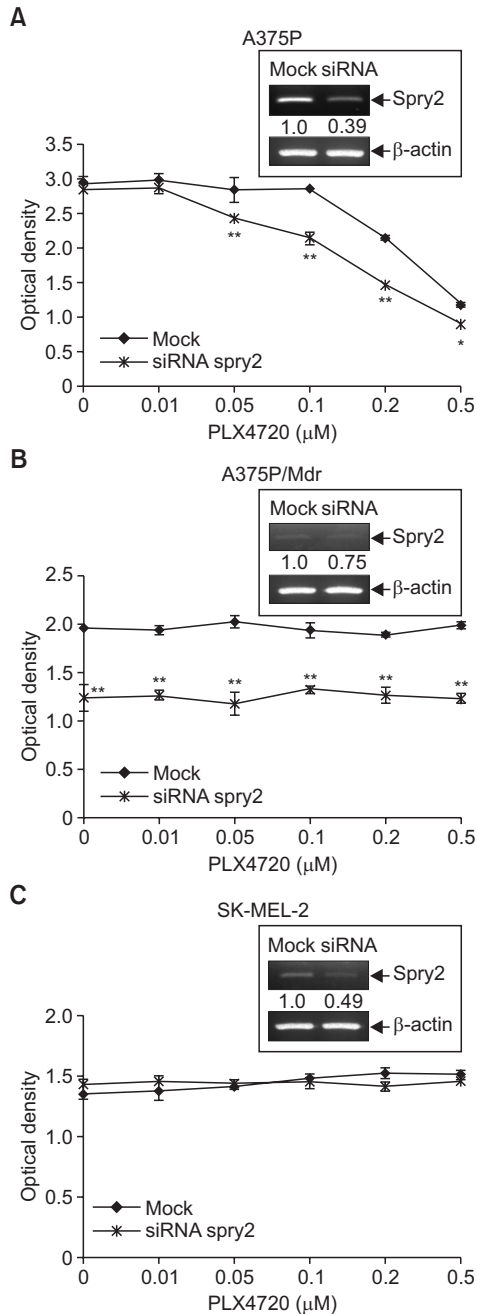 A
A375P
Mock siRNA
Spry2
1.0 0.39
β-actin
3.5
3.0
2.5
2.0
1.5
1.0
0.5
0
Optical density
**
**
**
*
Mock
siRNA spry2
0 0.01 0.05 0.1 0.2 0.5
PLX4720 (μM)
B
A375P/Mdr
Mock siRNA
Spry2
1.0 0.75
β-actin
2.5
2.0
1.5
1.0
0.5
0
Optical density
** ** ** ** ** **
Mock
siRNA spry2
0 0.01 0.05 0.1 0.2 0.5
PLX4720 (μM)
C
SK-MEL-2
Mock siRNA
Spry2
1.0 0.49
β-actin
2.0
1.5
1.0
0.5
0
Optical density
Mock
siRNA spry2
0 0.01 0.05 0.1 0.2 0.5
PLX4720 (μM)